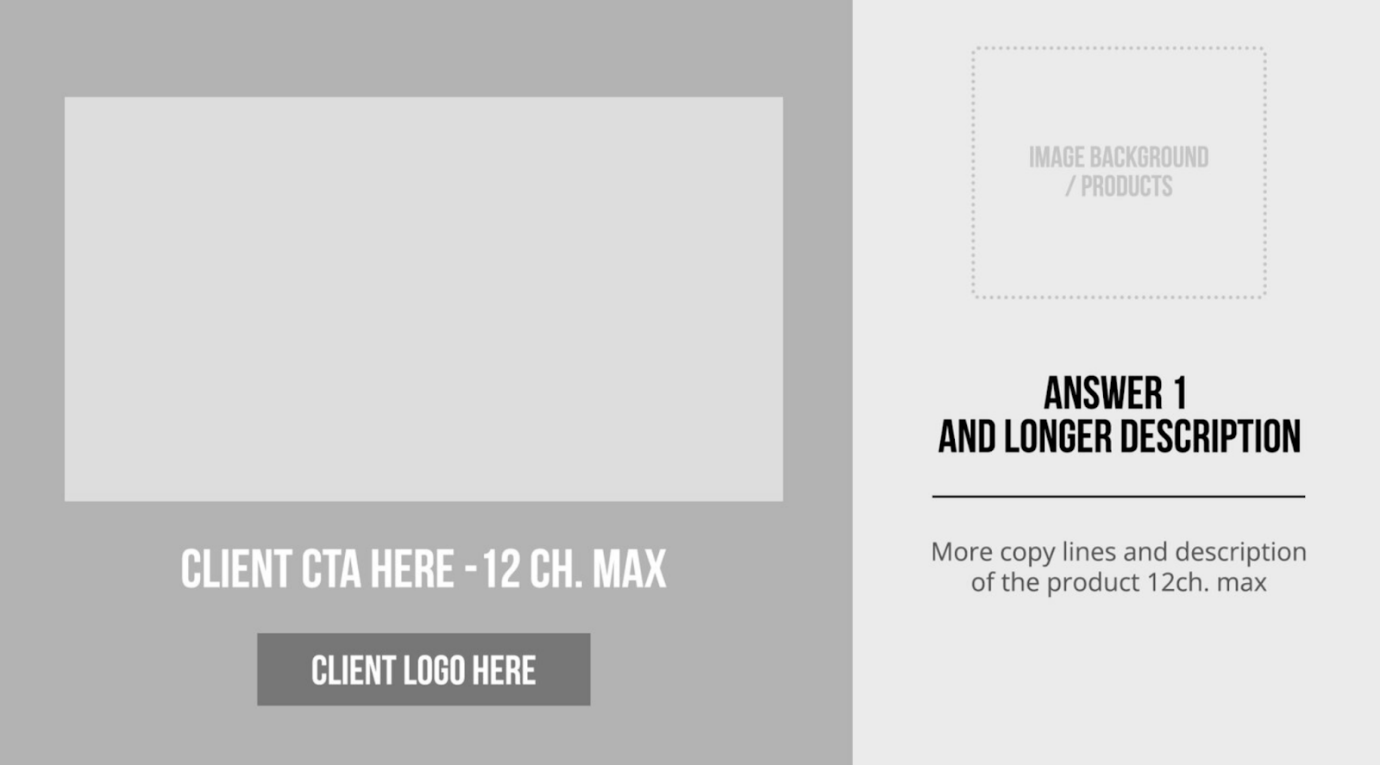 CLIENT CTA HERE -12 CH. MAX
CLIENT LOGO HERE
IMAGE BACKGROUND
/ PRODUCTS
ANSWER 1
AND LONGER DESCRIPTION
More copy lines and description
of the product 12ch. max